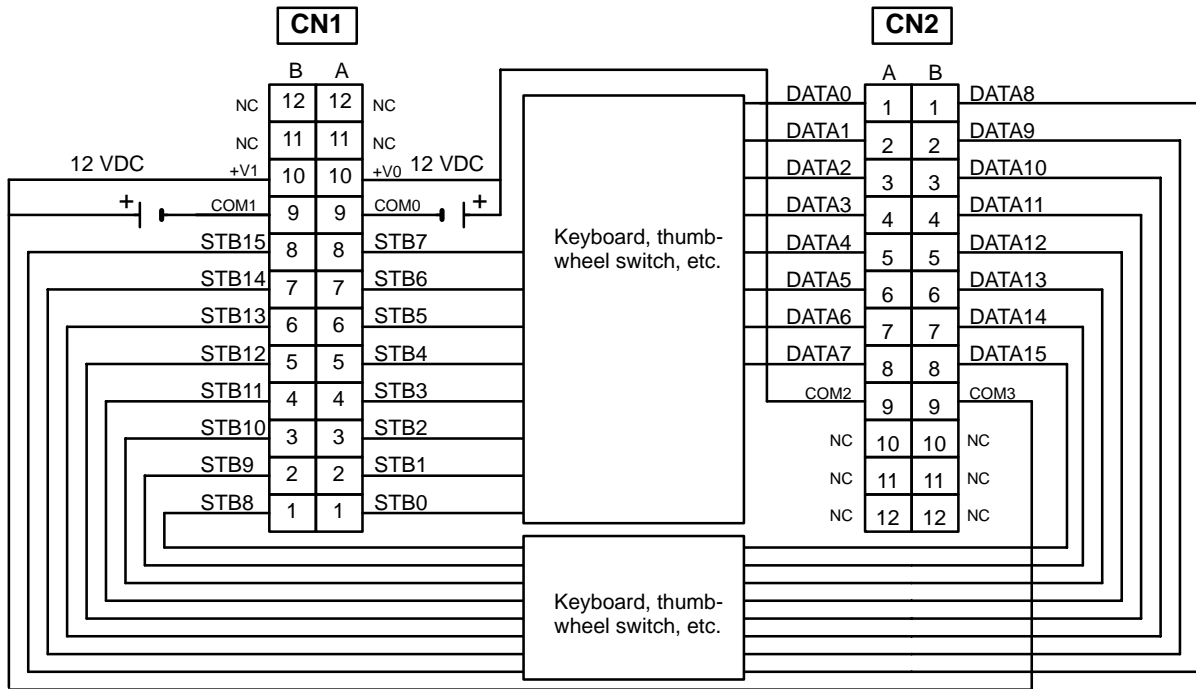 CN1 CN2
B A A B
NC 12 12 NC DATA0 1 1 DATA8
NC 11 11 NC DATA1 2 2 DATA9
12 VDC +V1 10 10 +V0 12 VDC DATA2 3 3 DATA10
+ COM1 9 9 COM0 + DATA3 4 4 DATA11
STB15 8 8 STB7 Keyboard, thumb- DATA4 5 5 DATA12
wheel switch, etc.
STB14 7 7 STB6 DATA5 6 6 DATA13
STB13 6 6 STB5 DATA6 7 7 DATA14
STB12 5 5 STB4 DATA7 8 8 DATA15
STB11 4 4 STB3 COM2 9 9 COM3
STB10 3 3 STB2 NC 10 10 NC
STB9 2 2 STB1 NC 11 11 NC
STB8 1 1 STB0 NC 12 12 NC
Keyboard, thumb-
wheel switch, etc.